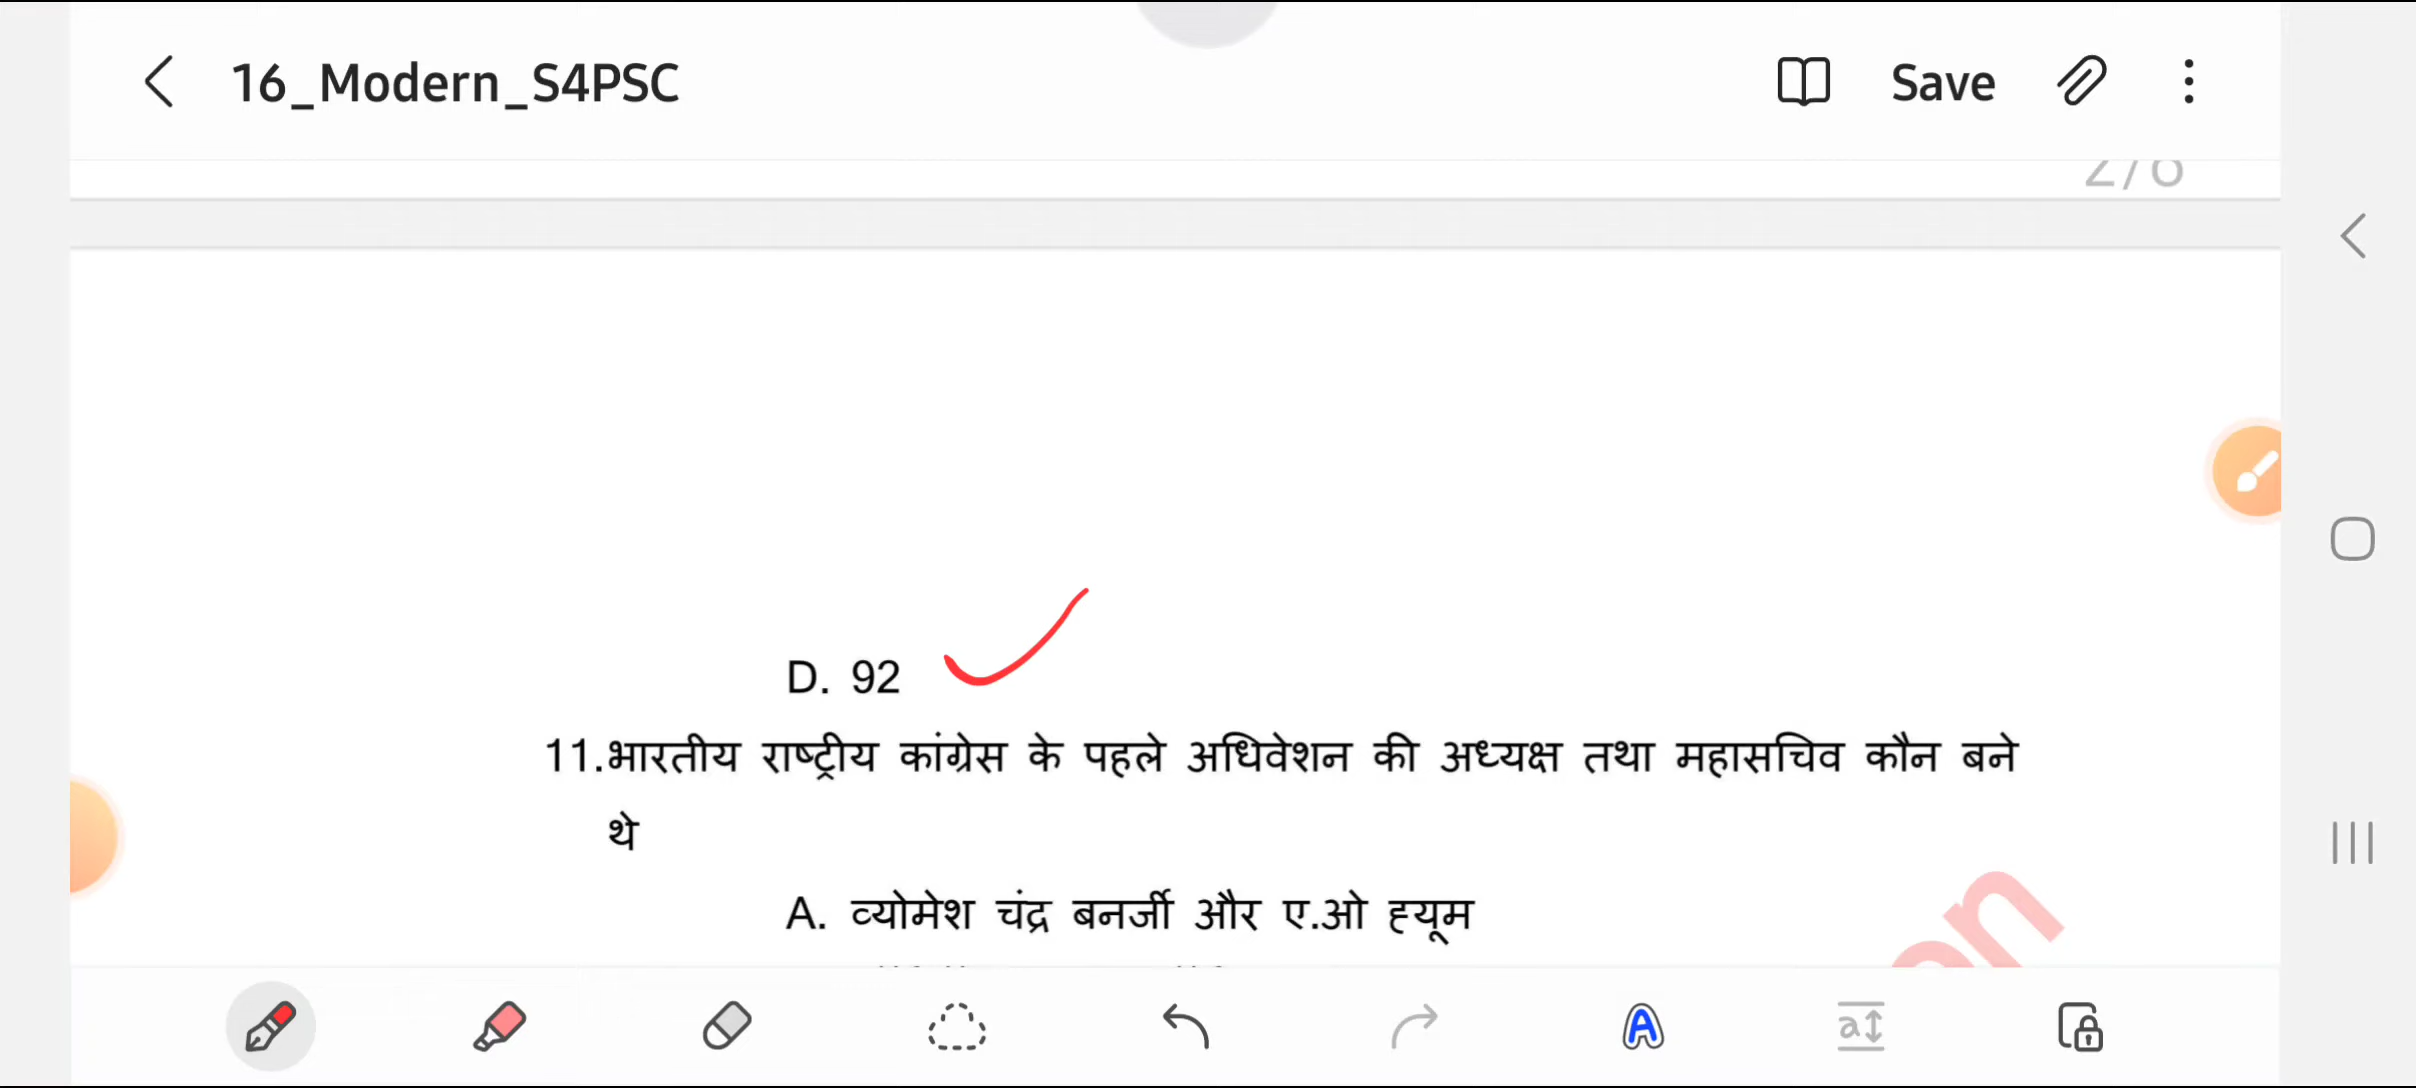 16_Modern_S4PSC
Save
D. 92
11.भारतीय राष्ट्रीय कांग्रेस के पहले अधिवेशन की अध्यक्ष तथा महासचिव कौन बने
थे
A. व्योमेश चंद्र बनर्जी और ए.ओ ह्यूम